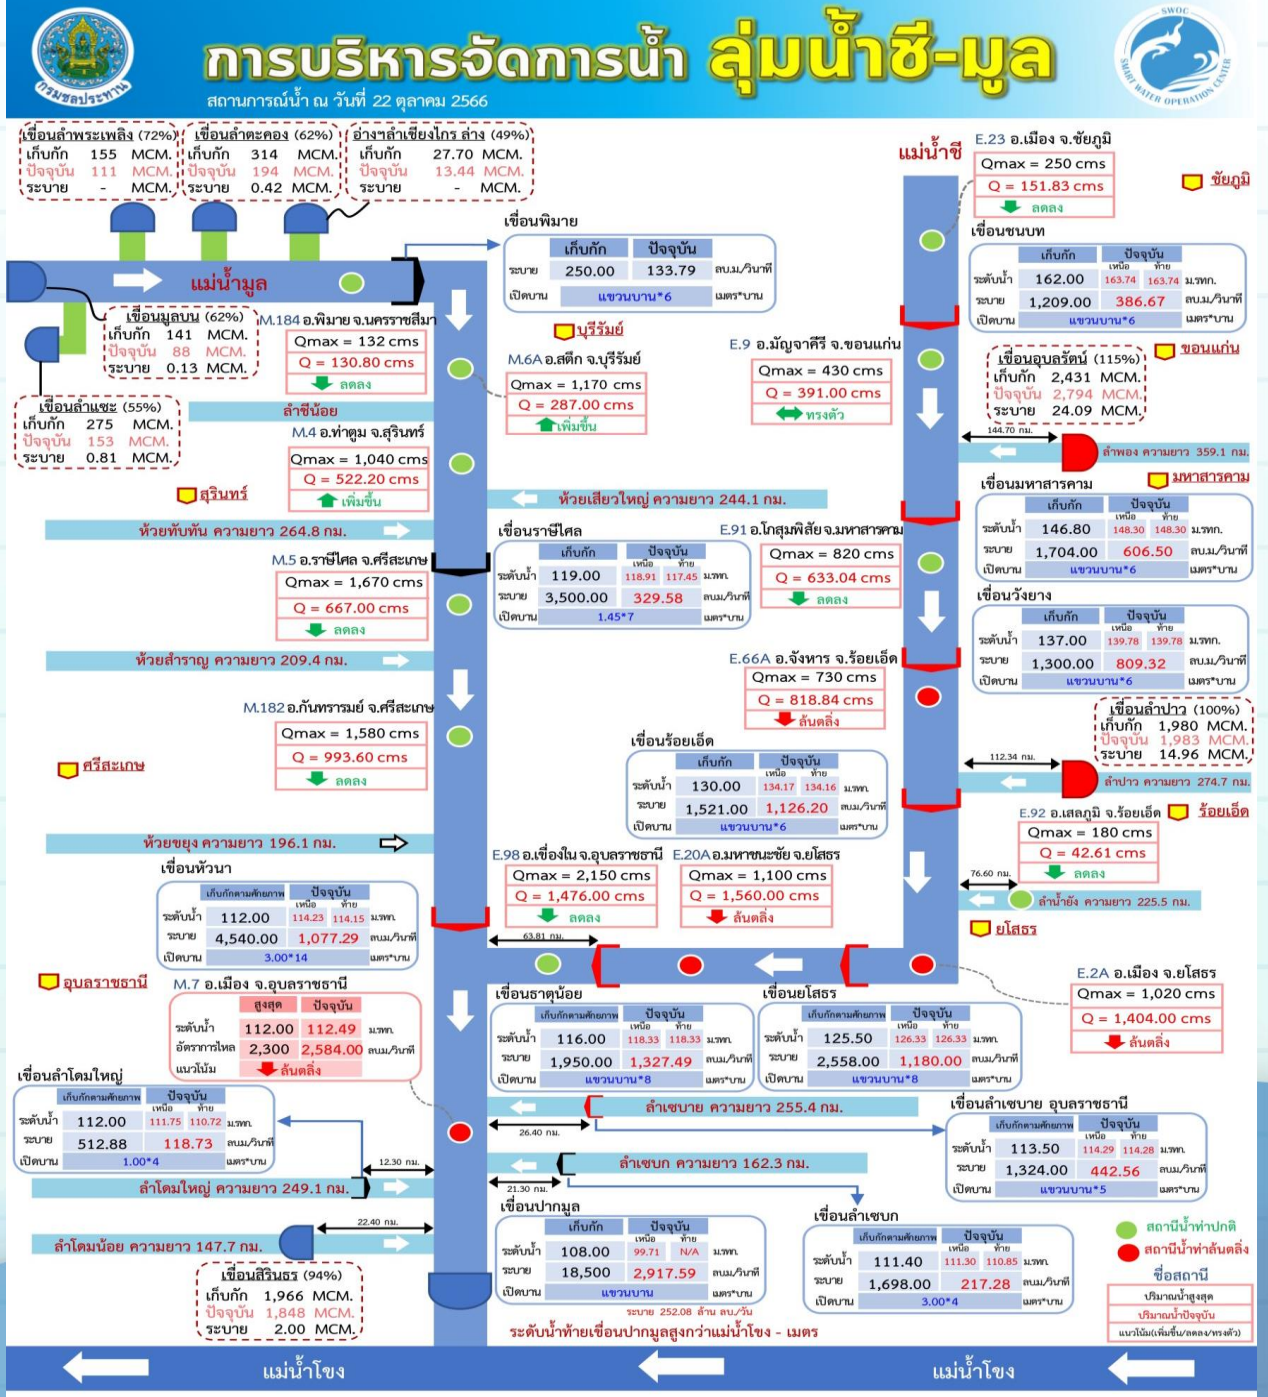 กรมชลประทาน
การบริหารจัดการน้ำ ลุ่มน้ำชี-มูล
สถานการณ์น้ำ ณ วันที่ 22 ตุลาคม 2566
SWOC
SMART WATER OPERATION CENTER
เขื่อนลำพระเพลิง (72%)
เก็บกัก 155 MCM.
ปัจจุบัน 111 MCM.
ระบาย - MCM.
เขื่อนลำตะคอง (62%)
เก็บกัก 314 MCM.
ปัจจุบัน 194 MCM.
ระบาย 0.42 MCM.
อ่างฯลำเชียงไกร ล่าง (49%)
เก็บกัก 27.70 MCM.
ปัจจุบัน 13.44 MCM.
ระบาย - MCM.
แม่น้ำมูล
เขื่อนมูลบน (62%)
เก็บกัก 141 MCM.
ปัจจุบัน 88 MCM.
ระบาย 0.13 MCM.
เขื่อนลำแชะ (55%)
เก็บกัก 275 MCM.
ปัจจุบัน 153 MCM.
ระบาย 0.81 MCM.
เขื่อนพิมาย
เก็บกัก ปัจจุบัน
ระบาย 250.00 133.79 ลบ.ม/วินาที
เปิดบาน แขวนบาน*6 เมตร*บาน
M.184 อ.พิมาย จ.นครราชสีมา
Qmax = 132 cms
Q = 130.80 cms
ลดลง
บุรีรัมย์
M.6A อ.สตึก จ.บุรีรัมย์
Qmax = 1,170 cms
Q = 287.00 cms
เพิ่มขึ้น
ลำชีน้อย
M.4 อ.ท่าตูม จ.สุรินทร์
Qmax = 1,040 cms
Q = 522.20 cms
เพิ่มขึ้น
สุรินทร์
ห้วยเสียวใหญ่ ความยาว 244.1 กม.
ห้วยทับทัน ความยาว 264.8 กม.
เขื่อนราษีไศล
เก็บกัก ปัจจุบัน
เหนือ ท้าย
ระดับน้ำ 119.00 118.91 117.45 ม.รทก.
ระบาย 3,500.00 329.58 ลบ.ม/วินาที
เปิดบาน 1.45*7 เมตร*บาน
M.5 อ.ราษีไศล จ.ศรีสะเกษ
Qmax = 1,670 cms
Q = 667.00 cms
ลดลง
ห้วยสำราญ ความยาว 209.4 กม.
M.182 อ.กันทรารมย์ จ.ศรีสะเกษ
Qmax = 1,580 cms
Q = 993.60 cms
ลดลง
ศรีสะเกษ
ห้วยขยุง ความยาว 196.1 กม.
เขื่อนหัวนา
เก็บกักตามศักยภาพ ปัจจุบัน
เหนือ ท้าย
ระดับน้ำ 112.00 114.23 114.15 ม.รทก.
ระบาย 4,540.00 1,077.29 ลบ.ม/วินาที
เปิดบาน 3.00*14 เมตร*บาน
แม่น้ำชี
E.23 อ.เมือง จ.ชัยภูมิ
Qmax = 250 cms
Q = 151.83 cms
ลดลง
ชัยภูมิ
เขื่อนชนบท
เก็บกัก ปัจจุบัน
เหนือ ท้าย
ระดับน้ำ 162.00 163.74 163.74 ม.รทก.
ระบาย 1,209.00 386.67 ลบ.ม/วินาที
เปิดบาน แขวนบาน*6 เมตร*บาน
E.9 อ.มัญจาคีรี จ.ขอนแก่น
Qmax = 430 cms
Q = 391.00 cms
ทรงตัว
ขอนแก่น
เขื่อนอุบลรัตน์ (115%)
เก็บกัก 2,431 MCM.
ปัจจุบัน 2,794 MCM.
ระบาย 24.09 MCM.
144.70 กม.
ลำพอง ความยาว 359.1 กม.
มหาสารคาม
เขื่อนมหาสารคาม
เก็บกัก ปัจจุบัน
เหนือ ท้าย
ระดับน้ำ 146.80 148.30 148.30 ม.รทก.
ระบาย 1,704.00 606.50 ลบ.ม/วินาที
เปิดบาน แขวนบาน*6 เมตร*บาน
E.91 อ.โกสุมพิสัย จ.มหาสารคาม
Qmax = 820 cms
Q = 633.04 cms
ลดลง
เขื่อนวังยาง
เก็บกัก ปัจจุบัน
เหนือ ท้าย
ระดับน้ำ 137.00 139.78 139.78 ม.รทก.
ระบาย 1,300.00 809.32 ลบ.ม/วินาที
เปิดบาน แขวนบาน*6 เมตร*บาน
E.66A อ.จังหาร จ.ร้อยเอ็ด
Qmax = 730 cms
Q = 818.84 cms
ล้นตลิ่ง
เขื่อนลำปาว (100%)
เก็บกัก 1,980 MCM.
ปัจจุบัน 1,983 MCM.
ระบาย 14.96 MCM.
112.34 กม.
ลำปาว ความยาว 274.7 กม.
เขื่อนร้อยเอ็ด
เก็บกัก ปัจจุบัน
เหนือ ท้าย
ระดับน้ำ 130.00 134.17 134.16 ม.รทก.
ระบาย 1,521.00 1,126.20 ลบ.ม/วินาที
เปิดบาน แขวนบาน*6 เมตร*บาน
E.92 อ.เสลภูมิ จ.ร้อยเอ็ด
Qmax = 180 cms
Q = 42.61 cms
ลดลง
ร้อยเอ็ด
76.60 กม.
ลำน้ำยัง ความยาว 225.5 กม.
ยโสธร
E.98 อ.เขื่องใน จ.อุบลราชธานี
Qmax = 2,150 cms
Q = 1,476.00 cms
ลดลง
E.20A อ.มหาชนะชัย จ.ยโสธร
Qmax = 1,100 cms
Q = 1,560.00 cms
ล้นตลิ่ง
63.81 กม.
E.2A อ.เมือง จ.ยโสธร
Qmax = 1,020 cms
Q = 1,404.00 cms
ล้นตลิ่ง
อุบลราชธานี
M.7 อ.เมือง จ.อุบลราชธานี
สูงสุด ปัจจุบัน
ระดับน้ำ 112.00 112.49 ม.รทก.
อัตราการไหล 2,300 2,584.00 ลบ.ม/วินาที
แนวโน้ม ล้นตลิ่ง
เขื่อนธาตุน้อย
เก็บกักตามศักยภาพ ปัจจุบัน
เหนือ ท้าย
ระดับน้ำ 116.00 118.33 118.33 ม.รทก.
ระบาย 1,950.00 1,327.49 ลบ.ม/วินาที
เปิดบาน แขวนบาน*8 เมตร*บาน
เขื่อนยโสธร
เก็บกักตามศักยภาพ ปัจจุบัน
เหนือ ท้าย
ระดับน้ำ 125.50 126.33 126.33 ม.รทก.
ระบาย 2,558.00 1,180.00 ลบ.ม/วินาที
เปิดบาน แขวนบาน*8 เมตร*บาน
เขื่อนลำโดมใหญ่
เก็บกักตามศักยภาพ ปัจจุบัน
เหนือ ท้าย
ระดับน้ำ 112.00 111.75 110.72 ม.รทก.
ระบาย 512.88 118.73 ลบ.ม/วินาที
เปิดบาน 1.00*4 เมตร*บาน
ลำเซบาย ความยาว 255.4 กม.
26.40 กม.
เขื่อนลำเซบาย อุบลราชธานี
เก็บกักตามศักยภาพ ปัจจุบัน
เหนือ ท้าย
ระดับน้ำ 113.50 114.29 114.28 ม.รทก.
ระบาย 1,324.00 442.56 ลบ.ม/วินาที
เปิดบาน แขวนบาน*5 เมตร*บาน
12.30 กม.
ลำโดมใหญ่ ความยาว 249.1 กม.
ลำเซบก ความยาว 162.3 กม.
21.30 กม.
22.40 กม.
ลำโดมน้อย ความยาว 147.7 กม.
เขื่อนสิรินธร (94%)
เก็บกัก 1,966 MCM.
ปัจจุบัน 1,848 MCM.
ระบาย 2.00 MCM.
เขื่อนปากมูล
เก็บกัก ปัจจุบัน
เหนือ ท้าย
ระดับน้ำ 108.00 99.71 N/A ม.รทก.
ระบาย 18,500 2,917.59 ลบ.ม/วินาที
เปิดบาน แขวนบาน เมตร*บาน
ระบาย 252.08 ล้าน ลบ./วัน
ระดับน้ำท้ายเขื่อนปากมูลสูงกว่าแม่น้ำโขง - เมตร
เขื่อนลำเซบก
เก็บกักตามศักยภาพ ปัจจุบัน
เหนือ ท้าย
ระดับน้ำ 111.40 111.30 110.85 ม.รทก.
ระบาย 1,698.00 217.28 ลบ.ม/วินาที
เปิดบาน 3.00*4 เมตร*บาน
สถานีน้ำท่าปกติ
สถานีน้ำท่าล้นตลิ่ง
ชื่อสถานี
ปริมาณน้ำสูงสุด
ปริมาณน้ำปัจจุบัน
แนวโน้ม(เพิ่มขึ้น/ลดลง/ทรงตัว)
แม่น้ำโขง
แม่น้ำโขง